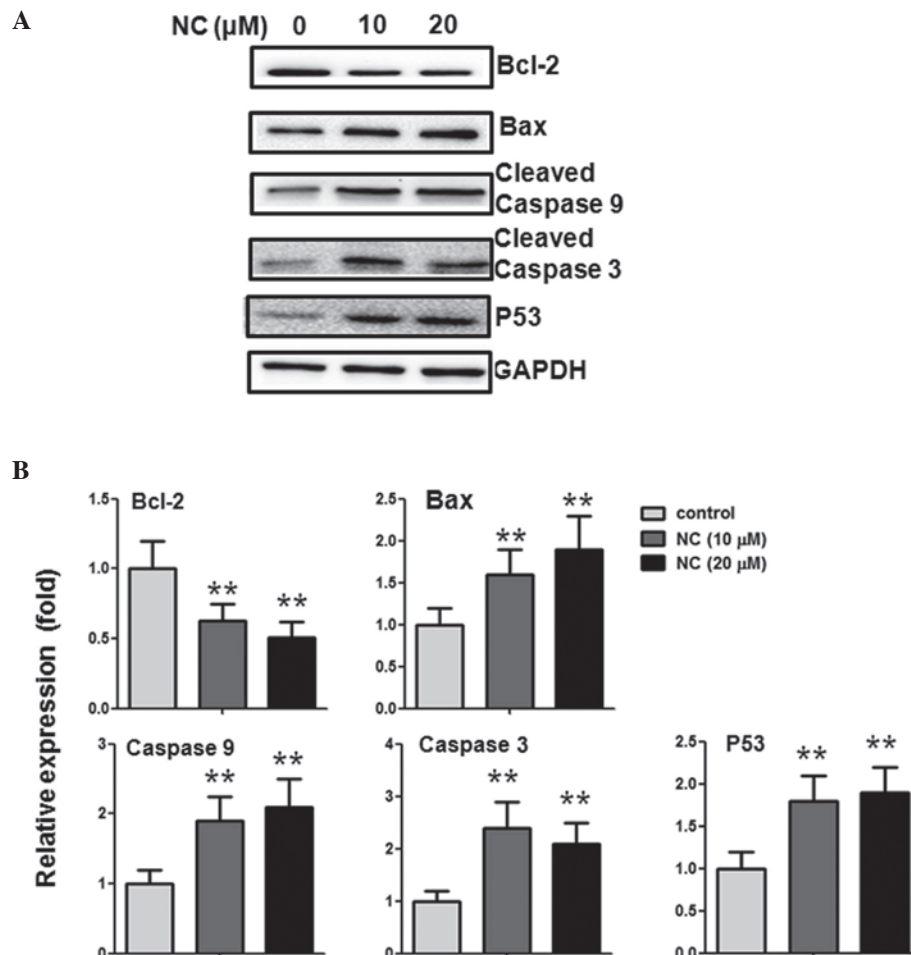 A
NC (µM) 0 10 20
Bcl-2
Bax
Cleaved
Caspase 9
Cleaved
Caspase 3
P53
GAPDH
B
Relative expression (fold)
Bcl-2
1.5
1.0
0.5
0.0
** **
Bax
2.5
2.0
1.5
1.0
0.5
0.0
** **
control
NC (10 µM)
NC (20 µM)
Caspase 9
3
2
1
0
** **
Caspase 3
4
3
2
1
0
** **
P53
2.5
2.0
1.5
1.0
0.5
0.0
** **